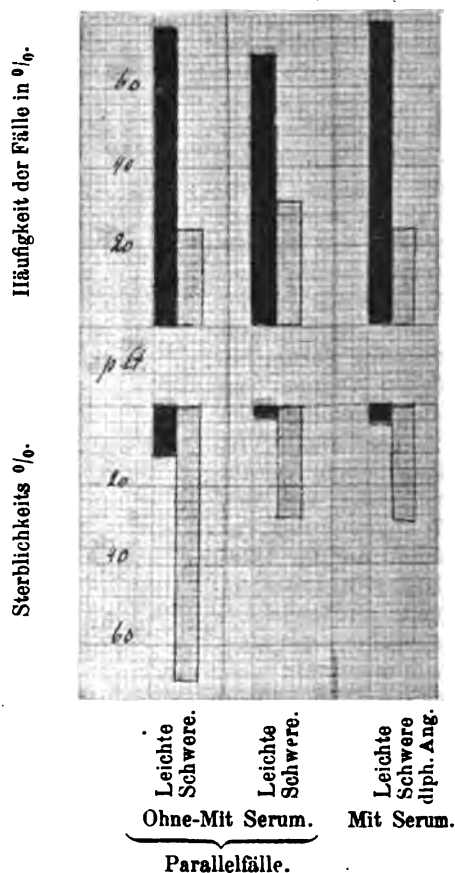 Häufigkeit der Fälle in %.
60
40
20
p Ct.
Sterblichkeits %.
20
40
60
Leichte
Schwere.
Leichte
Schwere.
Leichte
Schwere
diph. Ang.
Ohne-Mit Serum.
Mit Serum.
Parallelfälle.